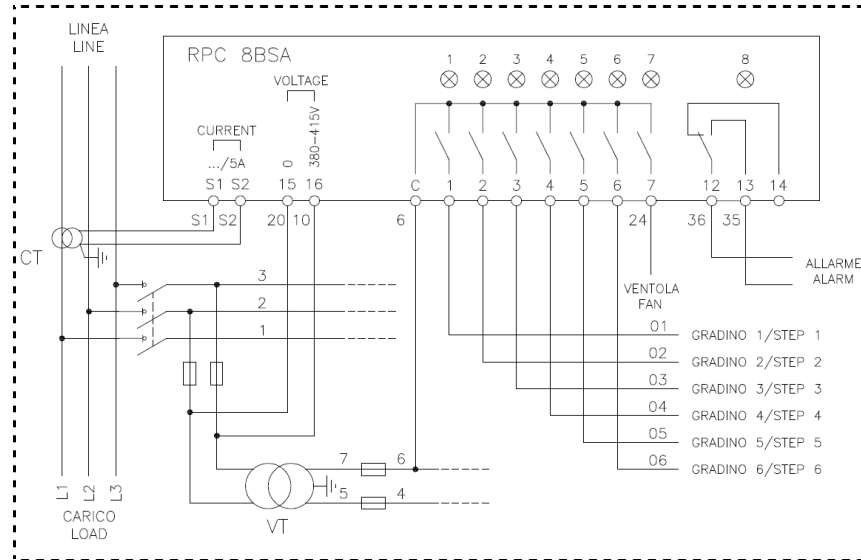 LINEA
LINE
RPC 8BSA
1 2 3 4 5 6 7 8
VOLTAGE
CURRENT
.../5A
0
380-415V
S1 S2 15 16 C 1 2 3 4 5 6 7 12 13 14
S1 S2 20 10 6 24 36 35
CT
3
2
1
ALLARME
ALARM
VENTOLA
FAN
01 GRADINO 1/STEP 1
02 GRADINO 2/STEP 2
03 GRADINO 3/STEP 3
04 GRADINO 4/STEP 4
05 GRADINO 5/STEP 5
06 GRADINO 6/STEP 6
7 6
5 4
L1 L2 L3
CARICO
LOAD
VT